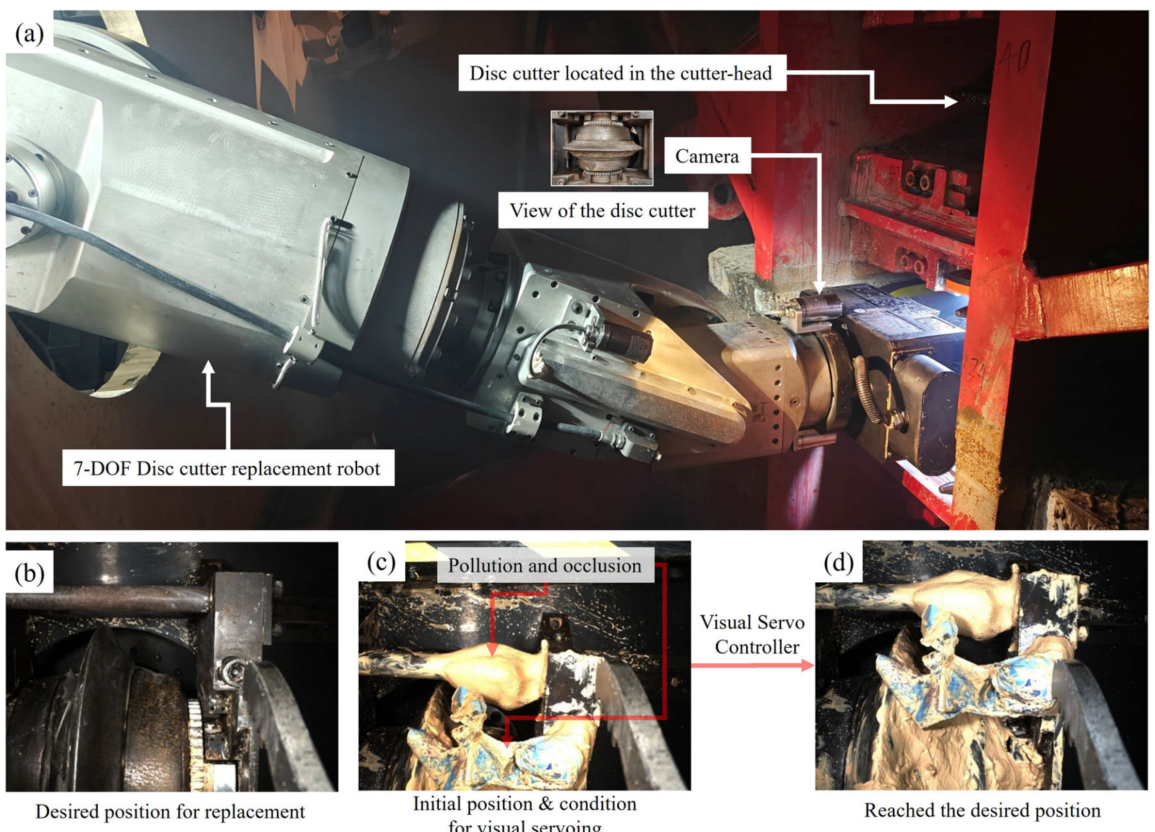 (a)
Disc cutter located in the cutter-head
Camera
View of the disc cutter
40
7-DOF Disc cutter replacement robot
(b)
(c)
Pollution and occlusion
(d)
Visual Servo
Controller
Desired position for replacement
Initial position & condition
for visual servoing
Reached the desired position